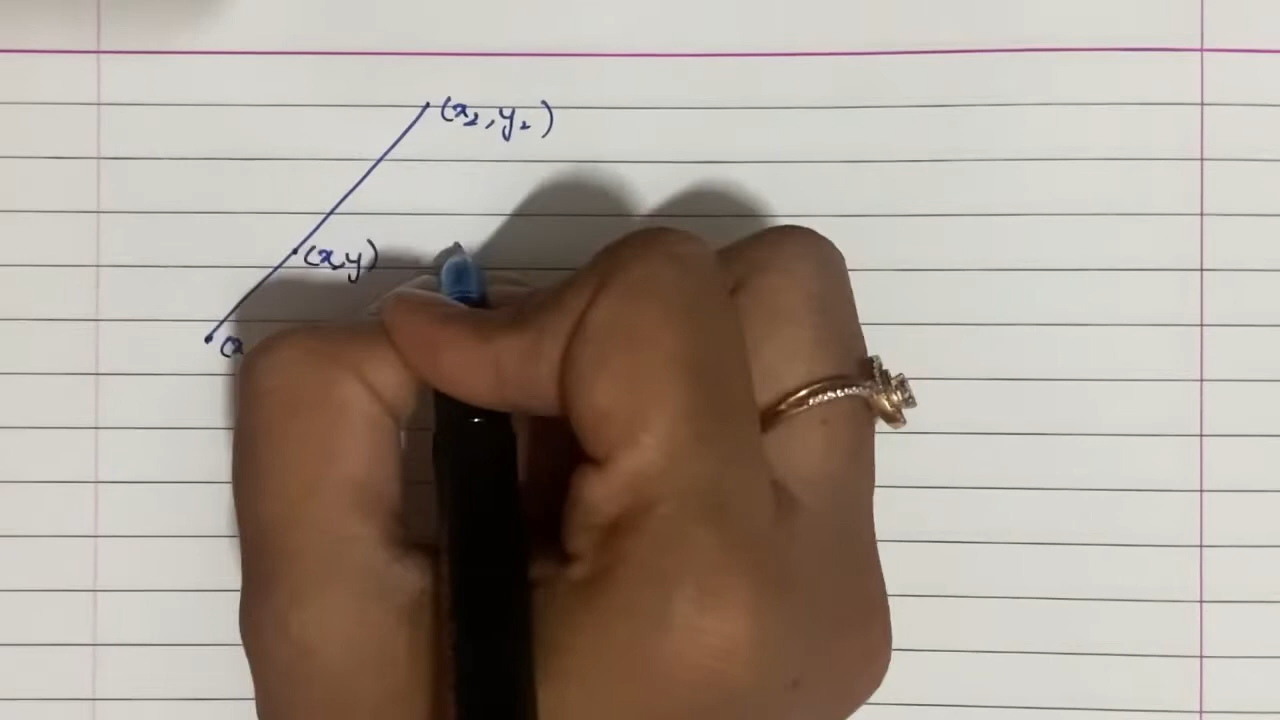 (x₂, y₂)
(x, y)
(x